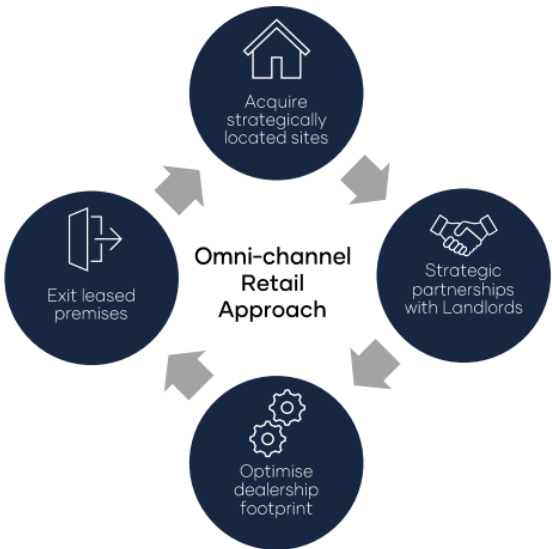 Acquire
strategically
located sites
Strategic
partnerships
with Landlords
Optimise
dealership
footprint
Exit leased
premises
Omni-channel
Retail
Approach